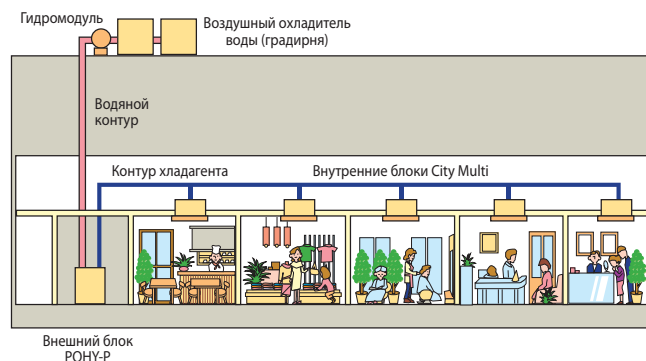 Гидромодуль
Воздушный охладитель
воды (градирня)
Водяной
контур
Контур хладагента
Внутренние блоки City Multi
Внешний блок
PQHY-P